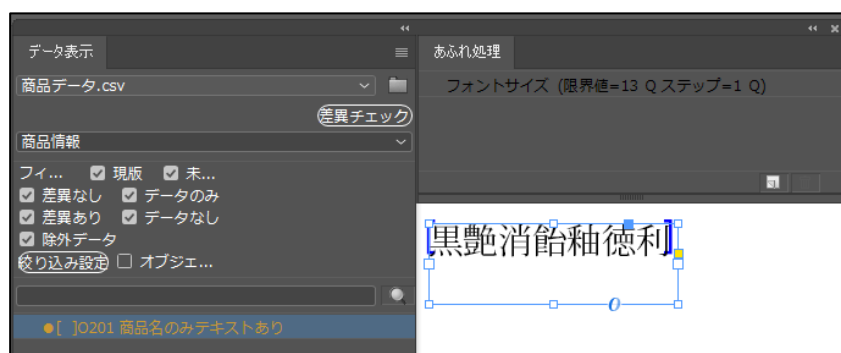 データ表示
商品データ.csv
差異チェック
商品情報
フィ... 現版 未...
差異なし データのみ
差異あり データなし
除外データ
絞り込み設定 オブジェ...
●[ ]O201 商品名のみテキストあり
あふれ処理
フォントサイズ (限界値=13 Q ステップ=1 Q)
黒艶消飴釉徳利